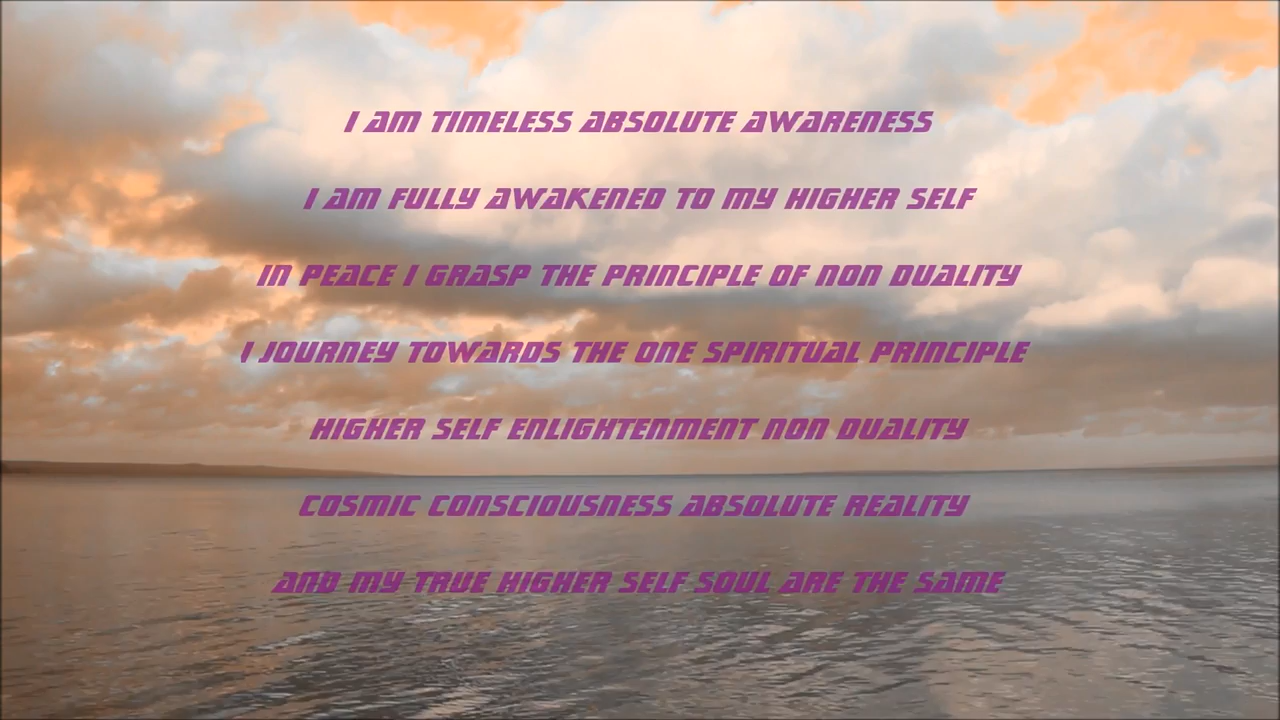 I AM TIMELESS ABSOLUTE AWARENESS
I AM FULLY AWAKENED TO MY HIGHER SELF
IN PEACE I GRASP THE PRINCIPLE OF NON DUALITY
I JOURNEY TOWARDS THE ONE SPIRITUAL PRINCIPLE
HIGHER SELF ENLIGHTENMENT NON DUALITY
COSMIC CONSCIOUSNESS ABSOLUTE REALITY
AND MY TRUE HIGHER SELF SOUL ARE THE SAME